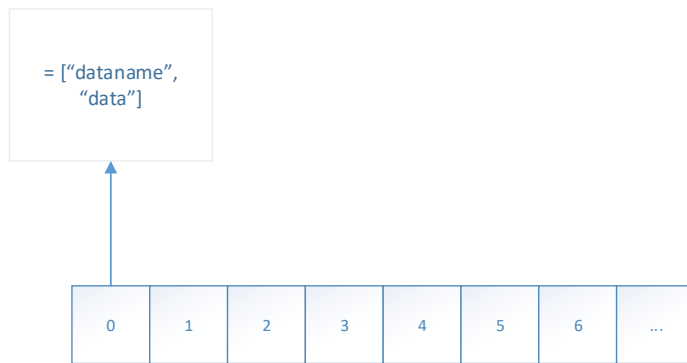 = [“dataname”,
“data”]
0 1 2 3 4 5 6 ...